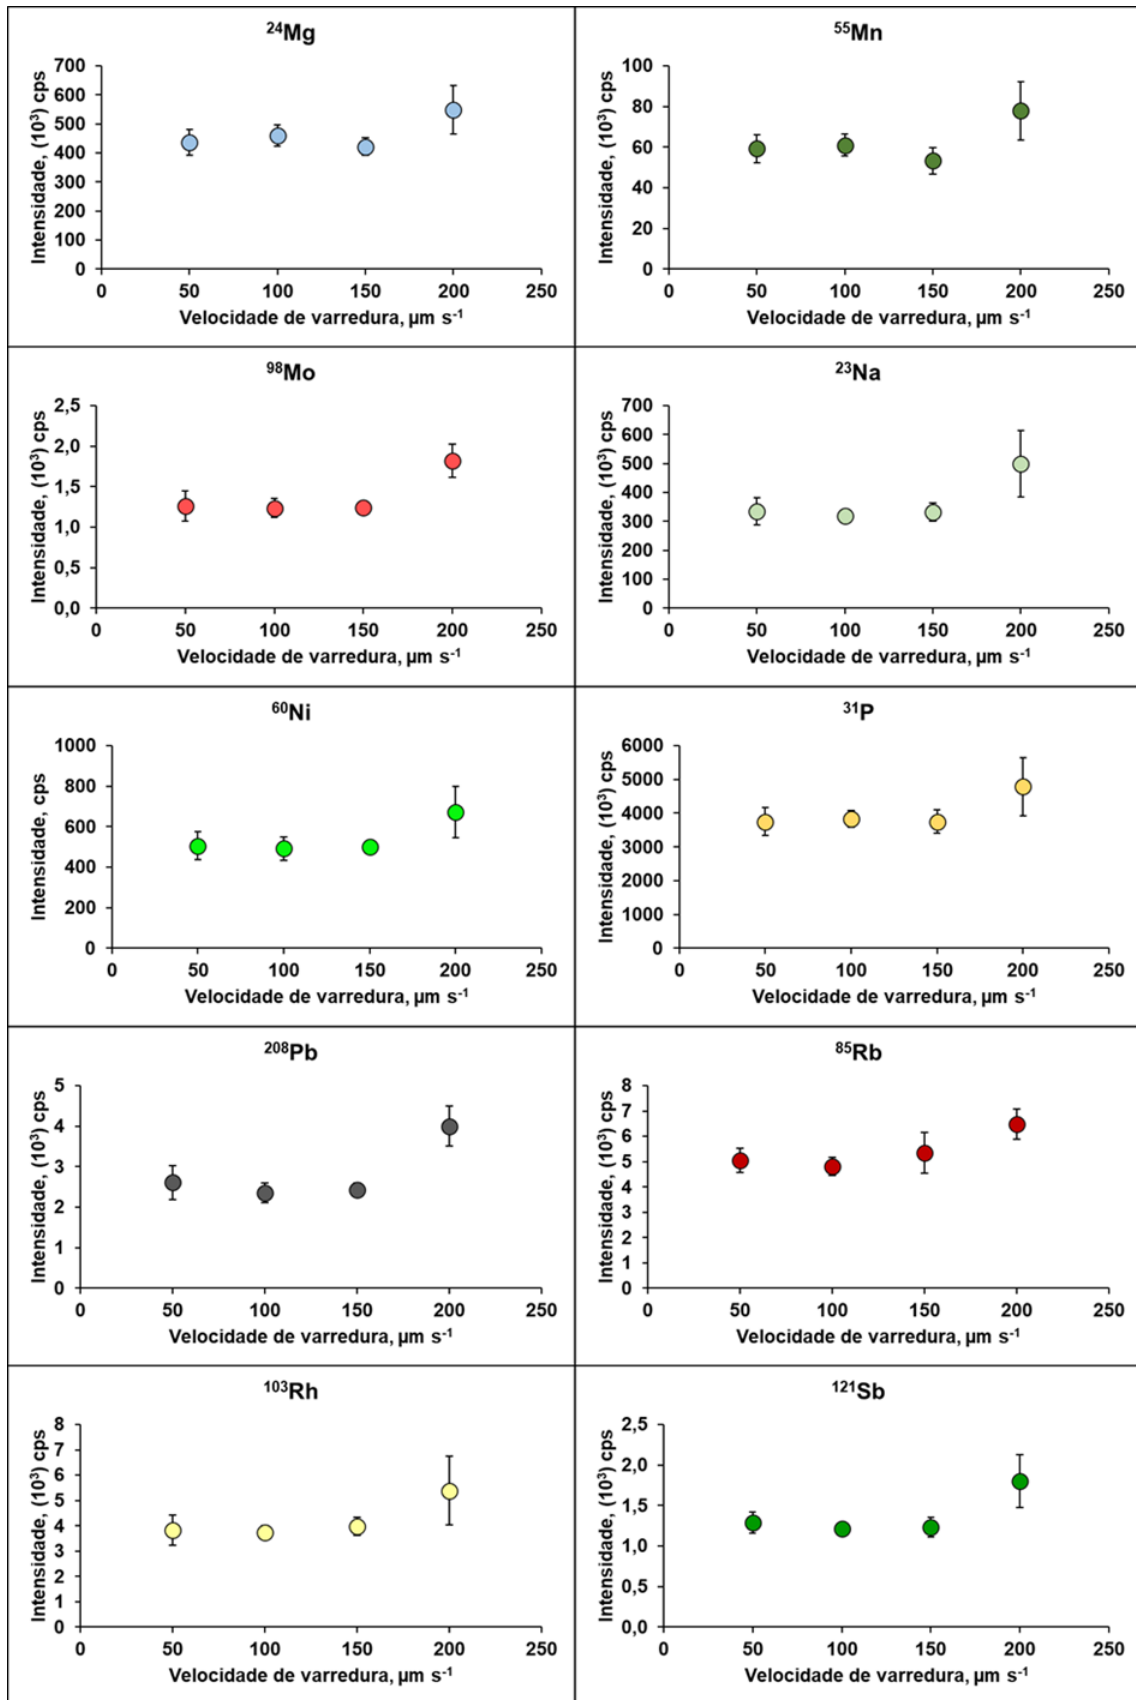 ²⁴Mg
700
600
500
400
300
200
100
0
0 50 100 150 200 250
Intensidade, (10³) cps
Velocidade de varredura, µm s⁻¹
⁵⁵Mn
100
80
60
40
20
0
0 50 100 150 200 250
Intensidade, (10³) cps
Velocidade de varredura, µm s⁻¹
⁹⁸Mo
2,5
2,0
1,5
1,0
0,5
0,0
0 50 100 150 200 250
Intensidade, (10³) cps
Velocidade de varredura, µm s⁻¹
²³Na
700
600
500
400
300
200
100
0
0 50 100 150 200 250
Intensidade, (10³) cps
Velocidade de varredura, µm s⁻¹
⁶⁰Ni
1000
800
600
400
200
0
0 50 100 150 200 250
Intensidade, cps
Velocidade de varredura, µm s⁻¹
³¹P
6000
5000
4000
3000
2000
1000
0
0 50 100 150 200 250
Intensidade, (10³) cps
Velocidade de varredura, µm s⁻¹
²⁰⁸Pb
5
4
3
2
1
0
0 50 100 150 200 250
Intensidade, (10³) cps
Velocidade de varredura, µm s⁻¹
⁸⁵Rb
8
7
6
5
4
3
2
1
0
0 50 100 150 200 250
Intensidade, (10³) cps
Velocidade de varredura, µm s⁻¹
¹⁰³Rh
8
7
6
5
4
3
2
1
0
0 50 100 150 200 250
Intensidade, (10³) cps
Velocidade de varredura, µm s⁻¹
¹²¹Sb
2,5
2,0
1,5
1,0
0,5
0,0
0 50 100 150 200 250
Intensidade, (10³) cps
Velocidade de varredura, µm s⁻¹